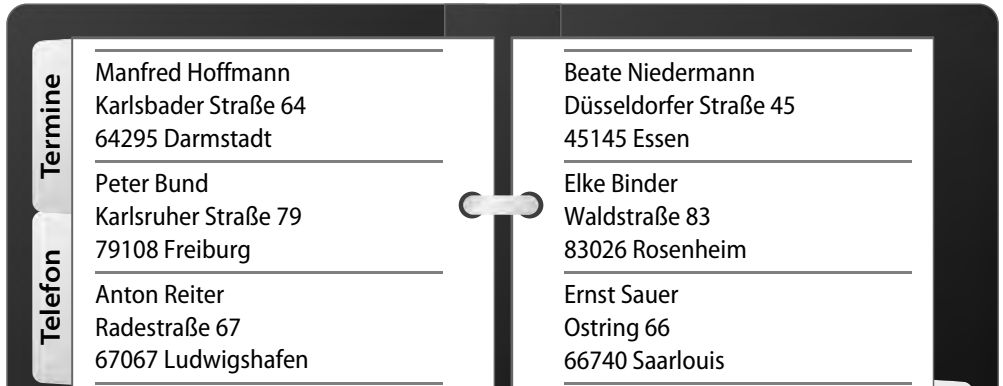 Termine
Telefon
Manfred Hoffmann
Karlsbader Straße 64
64295 Darmstadt
Peter Bund
Karlsruher Straße 79
79108 Freiburg
Anton Reiter
Radestraße 67
67067 Ludwigshafen
Beate Niedermann
Düsseldorfer Straße 45
45145 Essen
Elke Binder
Waldstraße 83
83026 Rosenheim
Ernst Sauer
Ostring 66
66740 Saarlouis